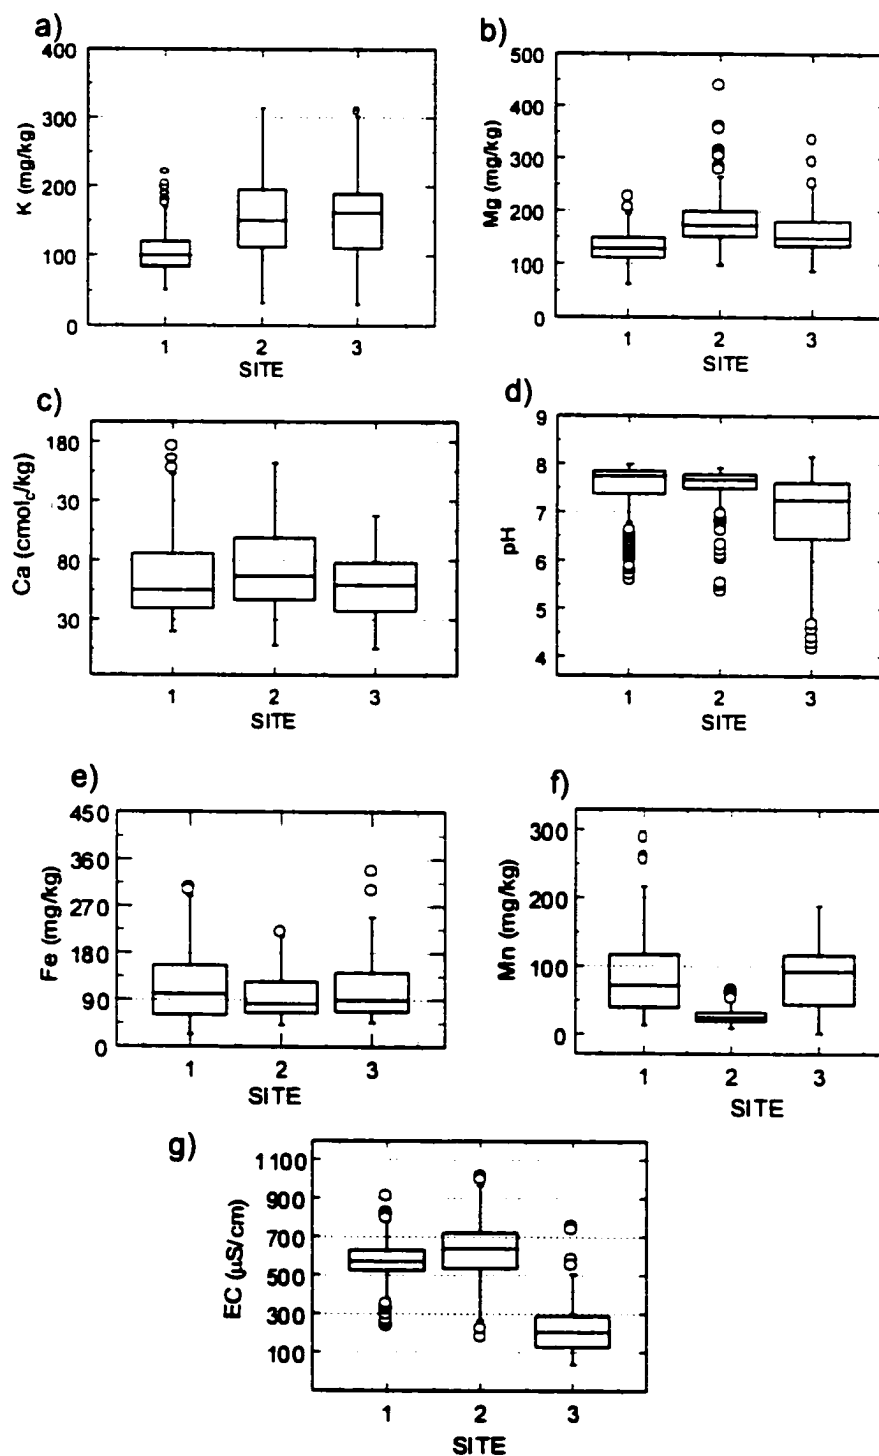 a)
400
300
200
100
0
K (mg/kg)
1 2 3
SITE
b)
500
400
300
200
100
0
Mg (mg/kg)
1 2 3
SITE
c)
180
130
80
30
Ca (cmolc/kg)
1 2 3
SITE
d)
9
8
7
6
5
4
pH
1 2 3
SITE
e)
450
360
270
180
90
0
Fe (mg/kg)
1 2 3
SITE
f)
300
200
100
0
Mn (mg/kg)
1 2 3
SITE
g)
1100
900
700
500
300
100
EC (µS/cm)
1 2 3
SITE